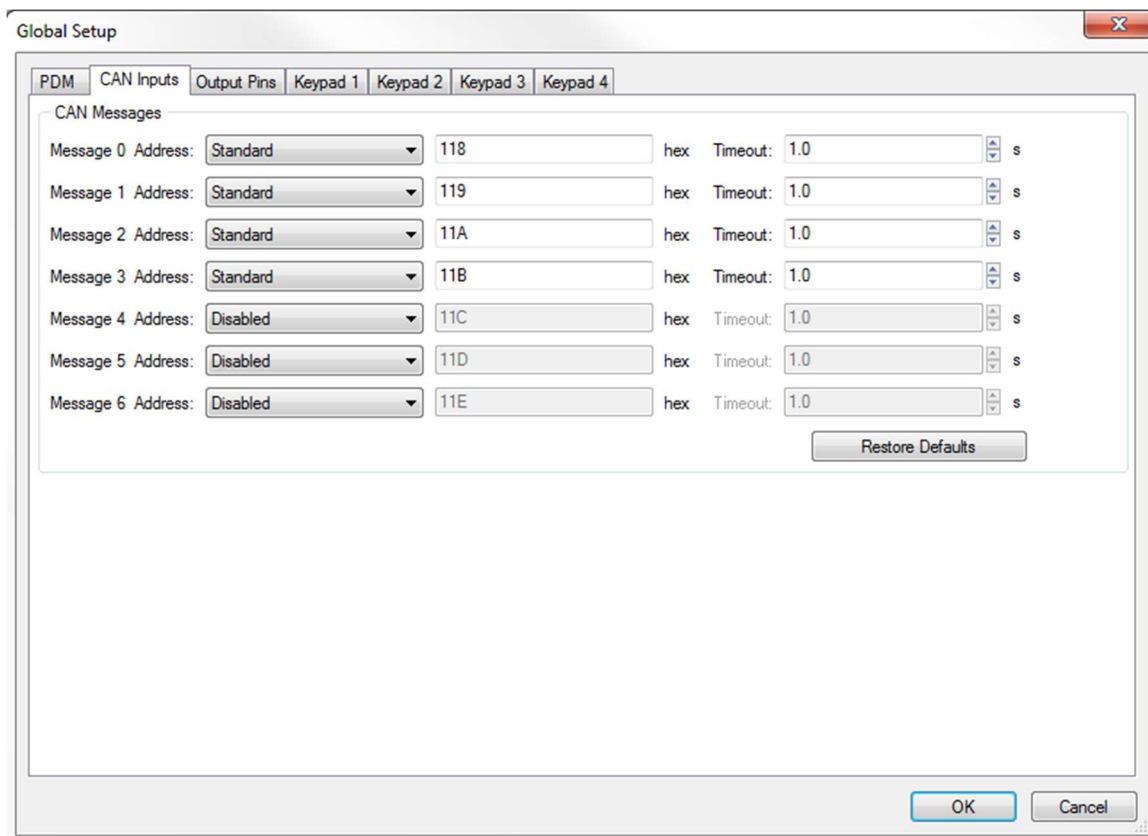 Global Setup
PDM CAN Inputs Output Pins Keypad 1 Keypad 2 Keypad 3 Keypad 4
CAN Messages
Message 0 Address: Standard 118 hex Timeout: 1.0 s
Message 1 Address: Standard 119 hex Timeout: 1.0 s
Message 2 Address: Standard 11A hex Timeout: 1.0 s
Message 3 Address: Standard 11B hex Timeout: 1.0 s
Message 4 Address: Disabled 11C hex Timeout: 1.0 s
Message 5 Address: Disabled 11D hex Timeout: 1.0 s
Message 6 Address: Disabled 11E hex Timeout: 1.0 s
Restore Defaults
OK Cancel